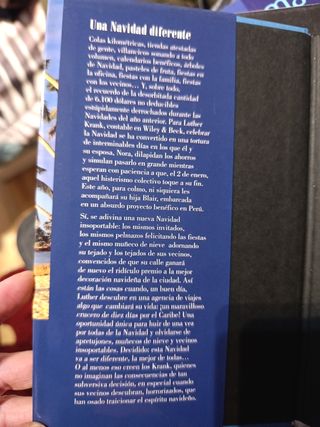 Una Navidad diferente
Colas kilométricas, tiendas atestadas
de gente, villancicos sonando a todo
volumen, calendarios benéficos, árboles
de Navidad, pasteles de fruta, fiestas en
la oficina, fiestas con la familia, fiestas
con los vecinos... Y, sobre todo,
el recuerdo de la desorbitada cantidad
de 6.100 dólares no deducibles
estúpidamente derrochados durante las
Navidades del año anterior. Para Luther
Krank, contable en Wiley & Beck, celebrar
la Navidad se ha convertido en una tortura
de interminables días en los que él y
su esposa, Nora, dilapidan los ahorros
y simulan pasarlo en grande mientras
esperan con paciencia a que, el 2 de enero,
aquel histerismo colectivo toque a su fin.
Este año, para colmo, ni siquiera les
acompañará su hija Blair, embarcada
en un absurdo proyecto benéfico en Perú.
Sí, se adivina una nueva Navidad
insoportable: los mismos invitados,
los mismos pelmazos felicitando las fiestas
y el mismo muñeco de nieve adornando
su tejado y los tejados de sus vecinos,
convencidos de que su calle ganará
de nuevo el ridículo premio a la mejor
decoración navideña de la ciudad. Así
están las cosas cuando, un buen día,
Luther descubre en una agencia de viajes
algo que cambiará su vida: ¡un maravilloso
crucero de diez días por el Caribe! Una
oportunidad única para huir de una vez
por todas de la Navidad y olvidarse de
apretujones, muñecos de nieve y vecinos
insoportables. Decidido: esta Navidad
va a ser diferente, la mejor de todas...
O al menos eso creen los Krank, quienes
no imaginan las consecuencias de tan
subversiva decisión, en especial cuando
sus vecinos descubran, horrorizados, que
han osado traicionar el espíritu navideño.